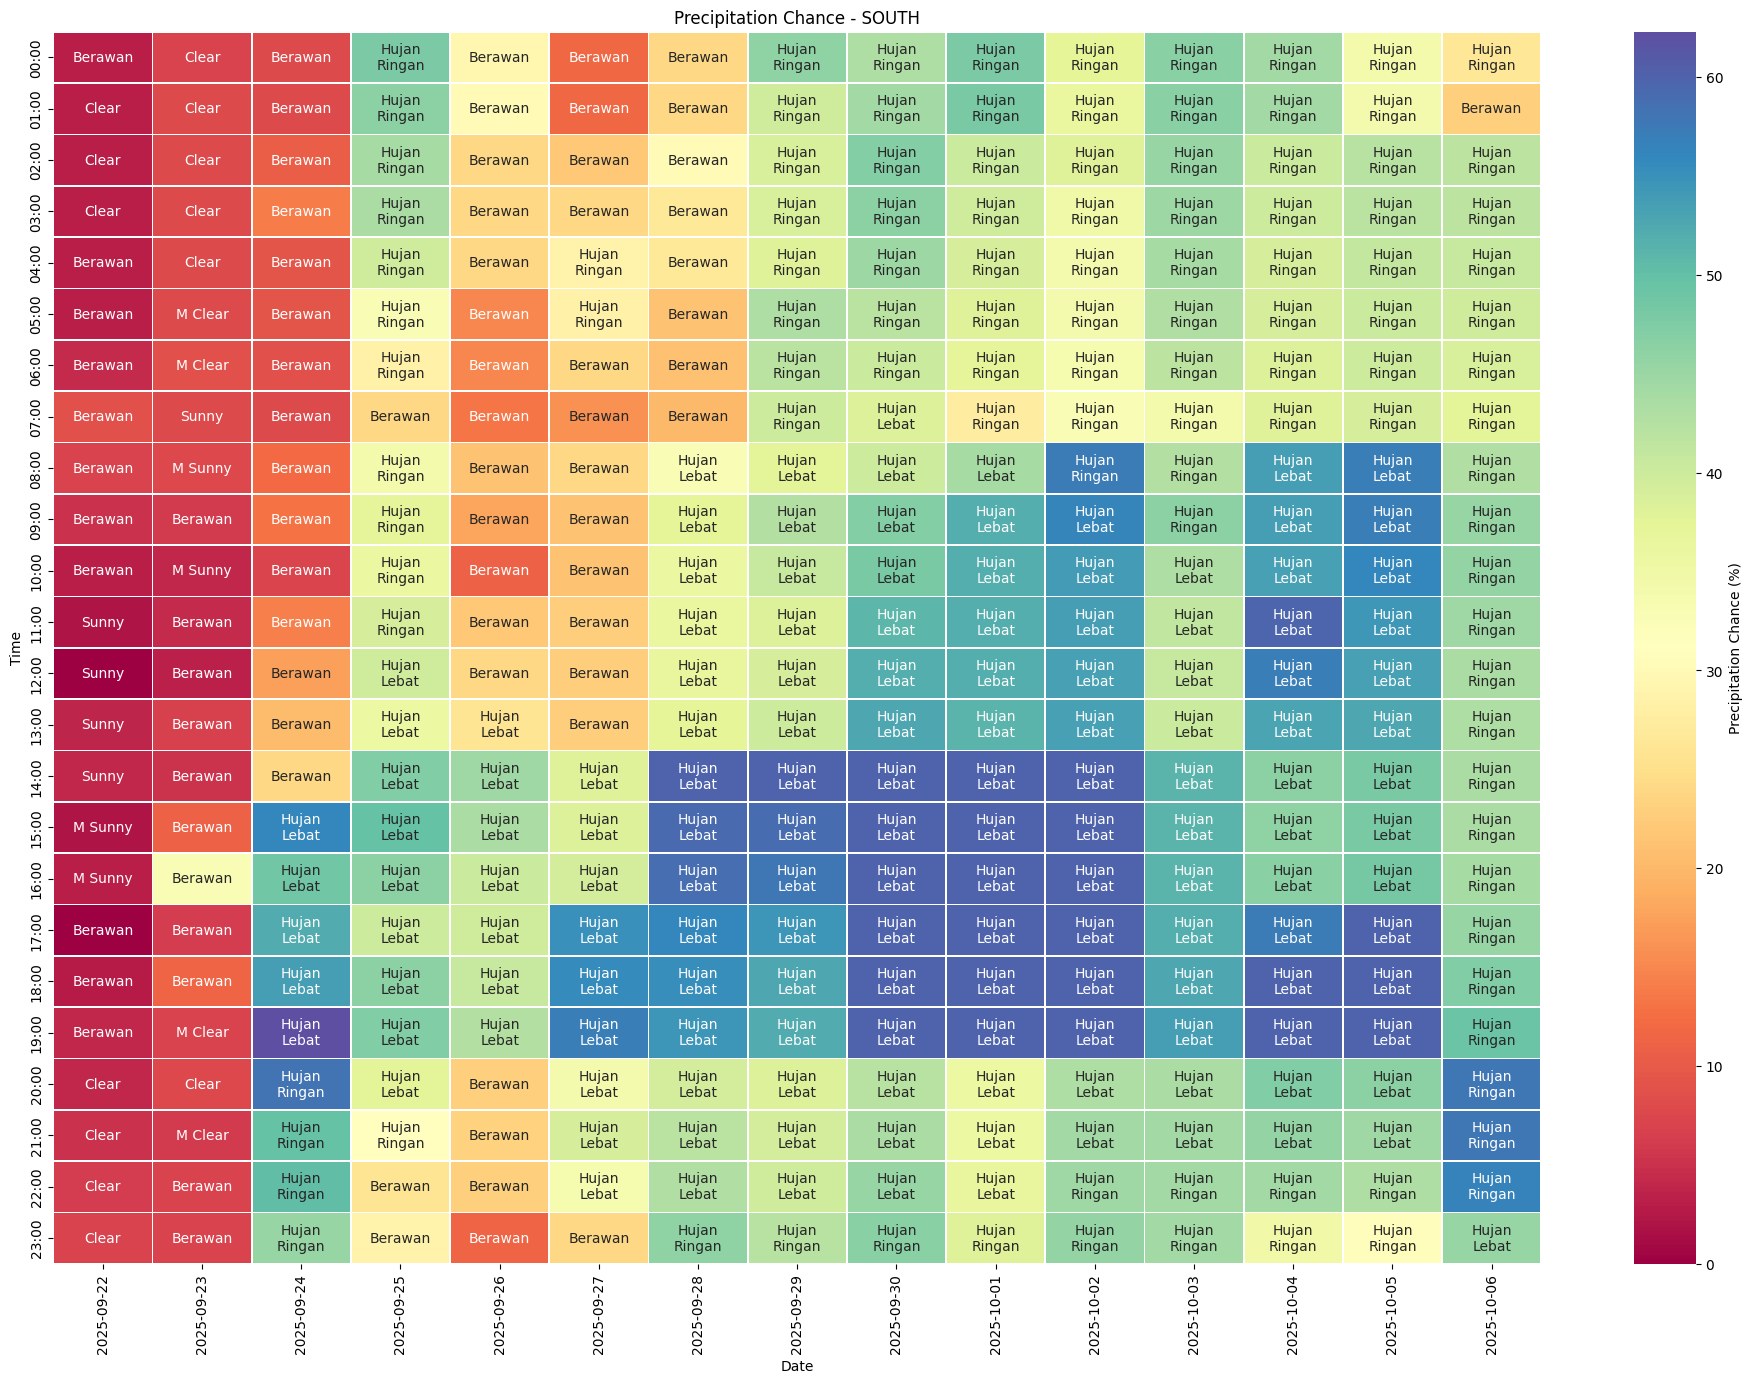 Precipitation Chance - SOUTH
00:00 Berawan Clear Berawan Hujan Ringan Berawan Berawan Berawan Hujan Ringan Hujan Ringan Hujan Ringan Hujan Ringan Hujan Ringan Hujan Ringan Hujan Ringan Hujan Ringan
01:00 Clear Clear Berawan Hujan Ringan Berawan Berawan Berawan Hujan Ringan Hujan Ringan Hujan Ringan Hujan Ringan Hujan Ringan Hujan Ringan Hujan Ringan Berawan
02:00 Clear Clear Berawan Hujan Ringan Berawan Berawan Berawan Hujan Ringan Hujan Ringan Hujan Ringan Hujan Ringan Hujan Ringan Hujan Ringan Hujan Ringan Hujan Ringan
03:00 Clear Clear Berawan Hujan Ringan Berawan Berawan Berawan Hujan Ringan Hujan Ringan Hujan Ringan Hujan Ringan Hujan Ringan Hujan Ringan Hujan Ringan Hujan Ringan
04:00 Berawan Clear Berawan Hujan Ringan Berawan Hujan Ringan Berawan Hujan Ringan Hujan Ringan Hujan Ringan Hujan Ringan Hujan Ringan Hujan Ringan Hujan Ringan Hujan Ringan
05:00 Berawan M Clear Berawan Hujan Ringan Berawan Hujan Ringan Berawan Hujan Ringan Hujan Ringan Hujan Ringan Hujan Ringan Hujan Ringan Hujan Ringan Hujan Ringan Hujan Ringan
06:00 Berawan M Clear Berawan Hujan Ringan Berawan Berawan Berawan Hujan Ringan Hujan Ringan Hujan Ringan Hujan Ringan Hujan Ringan Hujan Ringan Hujan Ringan Hujan Ringan
07:00 Berawan Sunny Berawan Berawan Berawan Berawan Berawan Hujan Ringan Hujan Lebat Hujan Ringan Hujan Ringan Hujan Ringan Hujan Ringan Hujan Ringan Hujan Ringan
08:00 Berawan M Sunny Berawan Hujan Ringan Berawan Berawan Hujan Lebat Hujan Lebat Hujan Lebat Hujan Lebat Hujan Ringan Hujan Ringan Hujan Lebat Hujan Lebat Hujan Ringan
09:00 Berawan Berawan Berawan Hujan Ringan Berawan Berawan Hujan Lebat Hujan Lebat Hujan Lebat Hujan Lebat Hujan Lebat Hujan Ringan Hujan Lebat Hujan Lebat Hujan Ringan
10:00 Berawan M Sunny Berawan Hujan Ringan Berawan Berawan Hujan Lebat Hujan Lebat Hujan Lebat Hujan Lebat Hujan Lebat Hujan Lebat Hujan Lebat Hujan Lebat Hujan Ringan
11:00 Sunny Berawan Berawan Hujan Ringan Berawan Berawan Hujan Lebat Hujan Lebat Hujan Lebat Hujan Lebat Hujan Lebat Hujan Lebat Hujan Lebat Hujan Lebat Hujan Ringan
12:00 Sunny Berawan Berawan Hujan Lebat Berawan Berawan Hujan Lebat Hujan Lebat Hujan Lebat Hujan Lebat Hujan Lebat Hujan Lebat Hujan Lebat Hujan Lebat Hujan Ringan
13:00 Sunny Berawan Berawan Hujan Lebat Hujan Lebat Berawan Hujan Lebat Hujan Lebat Hujan Lebat Hujan Lebat Hujan Lebat Hujan Lebat Hujan Lebat Hujan Lebat Hujan Ringan
14:00 Sunny Berawan Berawan Hujan Lebat Hujan Lebat Hujan Lebat Hujan Lebat Hujan Lebat Hujan Lebat Hujan Lebat Hujan Lebat Hujan Lebat Hujan Lebat Hujan Lebat Hujan Ringan
15:00 M Sunny Berawan Hujan Lebat Hujan Lebat Hujan Lebat Hujan Lebat Hujan Lebat Hujan Lebat Hujan Lebat Hujan Lebat Hujan Lebat Hujan Lebat Hujan Lebat Hujan Lebat Hujan Ringan
16:00 M Sunny Berawan Hujan Lebat Hujan Lebat Hujan Lebat Hujan Lebat Hujan Lebat Hujan Lebat Hujan Lebat Hujan Lebat Hujan Lebat Hujan Lebat Hujan Lebat Hujan Lebat Hujan Ringan
17:00 Berawan Berawan Hujan Lebat Hujan Lebat Hujan Lebat Hujan Lebat Hujan Lebat Hujan Lebat Hujan Lebat Hujan Lebat Hujan Lebat Hujan Lebat Hujan Lebat Hujan Lebat Hujan Ringan
18:00 Berawan Berawan Hujan Lebat Hujan Lebat Hujan Lebat Hujan Lebat Hujan Lebat Hujan Lebat Hujan Lebat Hujan Lebat Hujan Lebat Hujan Lebat Hujan Lebat Hujan Lebat Hujan Ringan
19:00 Berawan M Clear Hujan Lebat Hujan Lebat Hujan Lebat Hujan Lebat Hujan Lebat Hujan Lebat Hujan Lebat Hujan Lebat Hujan Lebat Hujan Lebat Hujan Lebat Hujan Lebat Hujan Ringan
20:00 Clear Clear Hujan Ringan Hujan Lebat Berawan Hujan Lebat Hujan Lebat Hujan Lebat Hujan Lebat Hujan Lebat Hujan Lebat Hujan Lebat Hujan Lebat Hujan Lebat Hujan Ringan
21:00 Clear M Clear Hujan Ringan Hujan Ringan Berawan Hujan Lebat Hujan Lebat Hujan Lebat Hujan Lebat Hujan Lebat Hujan Lebat Hujan Lebat Hujan Lebat Hujan Lebat Hujan Ringan
22:00 Clear Berawan Hujan Ringan Berawan Berawan Hujan Lebat Hujan Lebat Hujan Lebat Hujan Lebat Hujan Lebat Hujan Ringan Hujan Ringan Hujan Ringan Hujan Ringan Hujan Ringan
23:00 Clear Berawan Hujan Ringan Berawan Berawan Berawan Hujan Ringan Hujan Ringan Hujan Ringan Hujan Ringan Hujan Ringan Hujan Ringan Hujan Ringan Hujan Ringan Hujan Lebat
Time
2025-09-22 2025-09-23 2025-09-24 2025-09-25 2025-09-26 2025-09-27 2025-09-28 2025-09-29 2025-09-30 2025-10-01 2025-10-02 2025-10-03 2025-10-04 2025-10-05 2025-10-06
Date
60
50
40
30
20
10
0
Precipitation Chance (%)